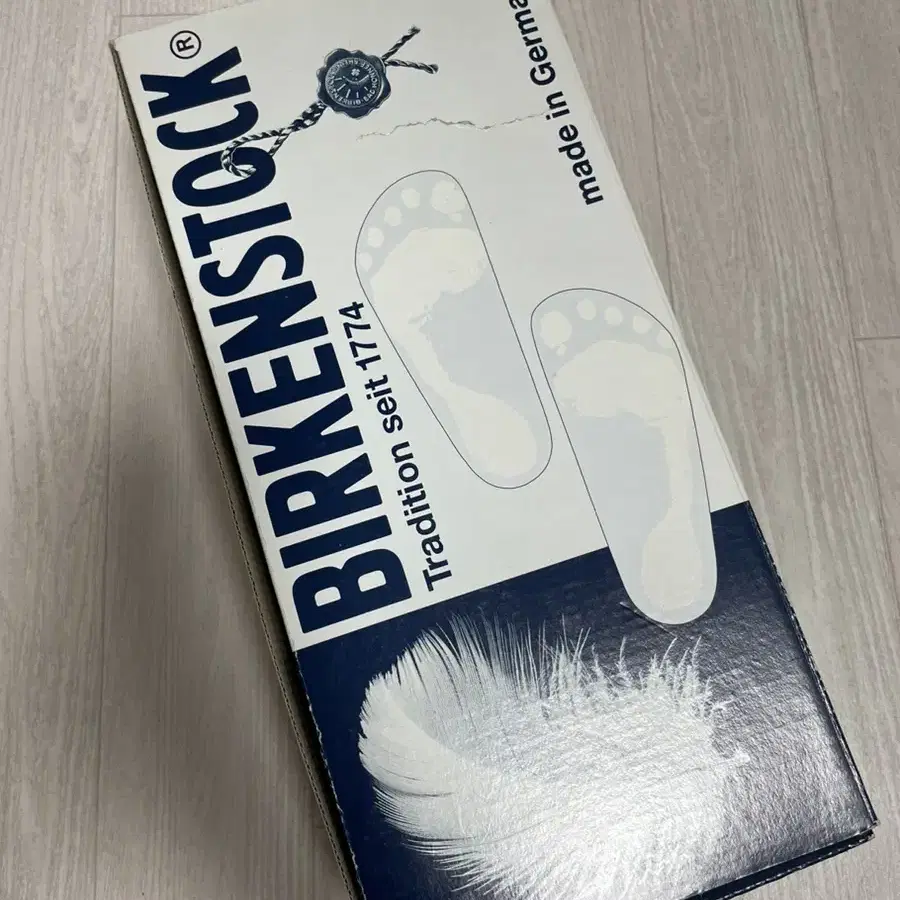 BIRKENSTOCK®
Tradition seit 1774
made in Germa